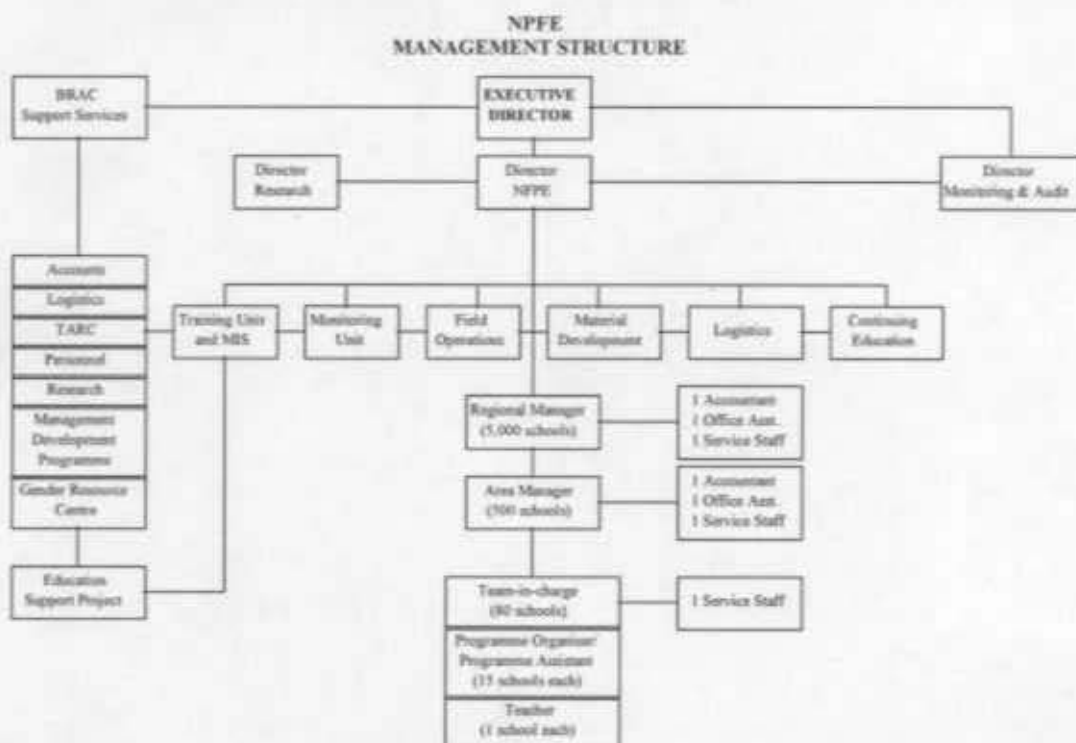 NPFE
MANAGEMENT STRUCTURE
BRAC
Support Services
EXECUTIVE
DIRECTOR
Director
Research
Director
NFPE
Director
Monitoring & Audit
Accounts
Logistics
TARC
Personnel
Research
Management
Development
Programme
Gender Resource
Centre
Education
Support Project
Training Unit
and MIS
Monitoring
Unit
Field
Operations
Material
Development
Logistics
Continuing
Education
Regional Manager
(5,000 schools)
1 Accountant
1 Office Asst.
1 Service Staff
Area Manager
(500 schools)
1 Accountant
1 Office Asst.
1 Service Staff
Team-in-charge
(80 schools)
1 Service Staff
Programme Organiser/
Programme Assistant
(15 schools each)
Teacher
(1 school each)